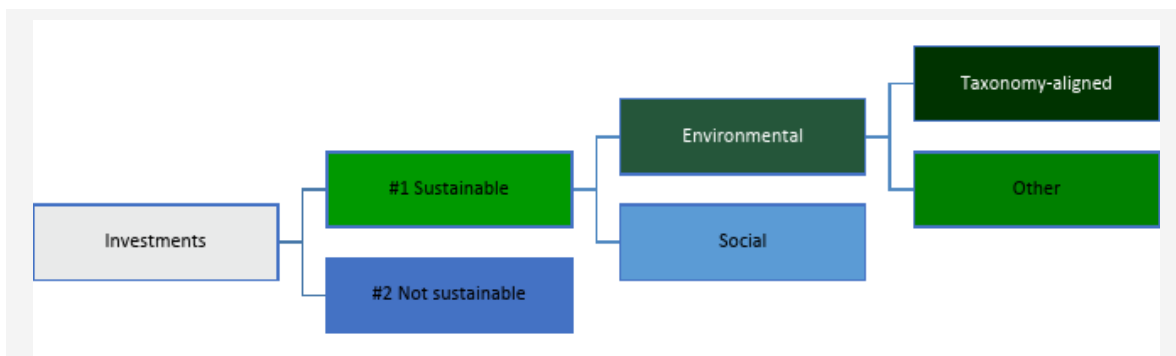 Taxonomy-aligned
Environmental
#1 Sustainable
Other
Investments
Social
#2 Not sustainable